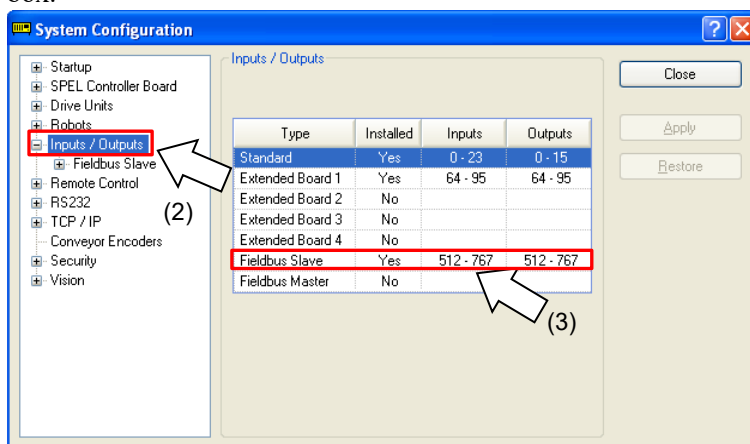 System Configuration
Startup
SPEL Controller Board
Drive Units
Robots
Inputs / Outputs
Fieldbus Slave
Remote Control
RS232
TCP / IP
Conveyor Encoders
Security
Vision
(2)
Inputs / Outputs
Type Installed Inputs Outputs
Standard Yes 0 - 23 0 - 15
Extended Board 1 Yes 64 - 95 64 - 95
Extended Board 2 No
Extended Board 3 No
Extended Board 4 No
Fieldbus Slave Yes 512 - 767 512 - 767
Fieldbus Master No
(3)
Close
Apply
Restore